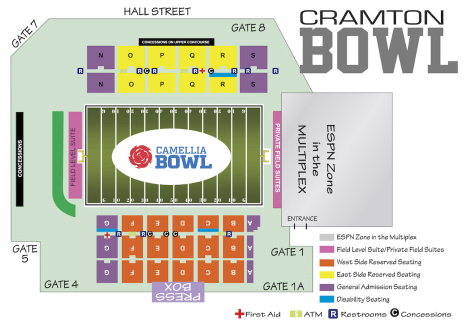 HALL STREET
CRAMTON
BOWL
GATE 7
GATE 8
CONCESSIONS ON UPPER CONCOURSE
N O P Q R S
R R C R C R R R
N O P Q R S
CONCESSIONS
FIELD LEVEL SUITE
CAMELLIA
BOWL
PRIVATE FIELD SUITES
ESPN Zone
in the
MULTIPLEX
ENTRANCE
G F E D C B A
G F E D C B A
PRESS
BOX
GATE
5
GATE 4
GATE 1
GATE 1A
ESPN Zone in the Multiplex
Field Level Suite/Private Field Suites
West Side Reserved Seating
East Side Reserved Seating
General Admission Seating
Disability Seating
First Aid $ ATM R Restrooms C Concessions